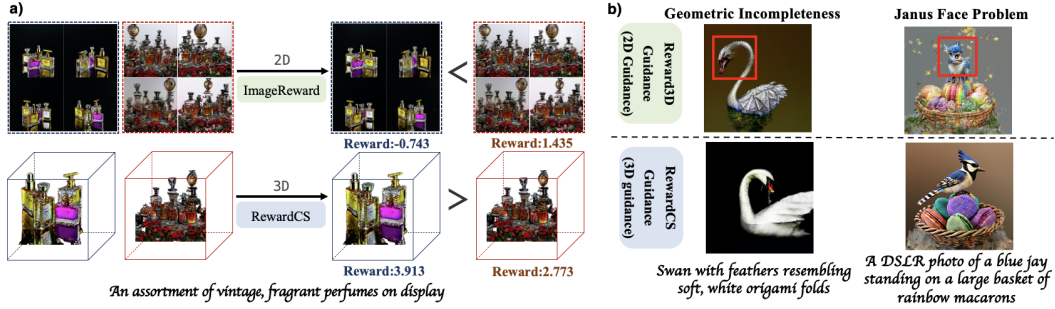 a)
2D
ImageReward
<
Reward:-0.743
Reward:1.435
3D
RewardCS
>
Reward:3.913
Reward:2.773
An assortment of vintage, fragrant perfumes on display
b)
Geometric Incompleteness
Janus Face Problem
Reward3D
Guidance
(2D Guidance)
RewardCS
Guidance
(3D guidance)
Swan with feathers resembling
soft, white origami folds
A DSLR photo of a blue jay
standing on a large basket of
rainbow macarons